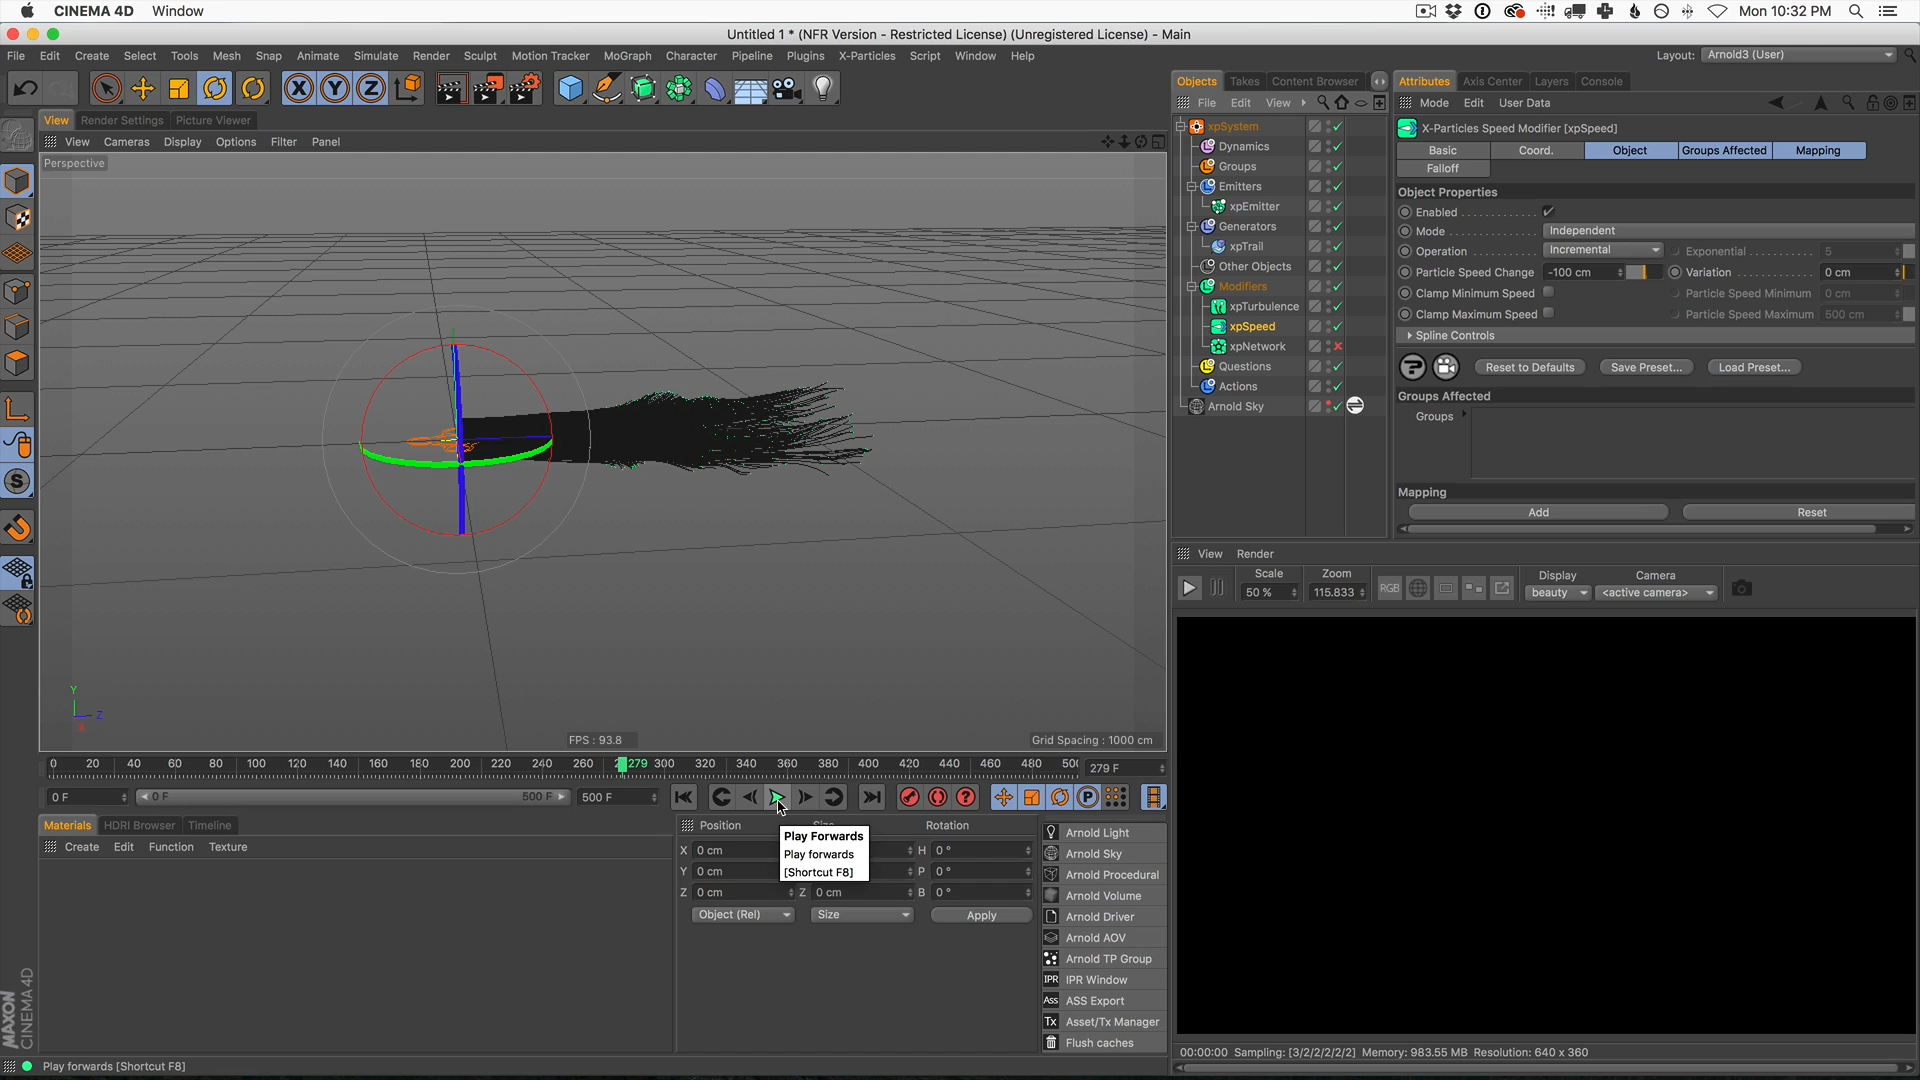 CINEMA 4D Window Mon 10:32 PM
Untitled 1 * (NFR Version - Restricted License) (Unregistered License) - Main
File Edit Create Select Tools Mesh Snap Animate Simulate Render Sculpt Motion Tracker MoGraph Character Pipeline Plugins X-Particles Script Window Help Layout: Arnold3 (User)
X Y Z
View Render Settings Picture Viewer
View Cameras Display Options Filter Panel
Perspective
Y
Z
X
FPS : 93.8 Grid Spacing : 1000 cm
0 20 40 60 80 100 120 140 160 180 200 220 240 260 279 300 320 340 360 380 400 420 440 460 480 279 F
0 F 0 F 500 F 500 F
P
Materials HDRI Browser Timeline
Create Edit Function Texture
Position Rotation
X 0 cm H 0 °
Y 0 cm P 0 °
Z 0 cm Z 0 cm B 0 °
Object (Rel) Size Apply
Play Forwards
Play forwards
[Shortcut F8]
Arnold Light
Arnold Sky
Arnold Procedural
Arnold Volume
Arnold Driver
Arnold AOV
Arnold TP Group
IPR IPR Window
Ass ASS Export
Tx Asset/Tx Manager
Flush caches
MAXON
CINEMA 4D
Play forwards [Shortcut F8]
Objects Takes Content Browser
File Edit View
xpSystem
Dynamics
Groups
Emitters
xpEmitter
Generators
xpTrail
Other Objects
Modifiers
xpTurbulence
xpSpeed
xpNetwork
Questions
Actions
Arnold Sky
Attributes Axis Center Layers Console
Mode Edit User Data
X-Particles Speed Modifier [xpSpeed]
Basic Coord. Object Groups Affected Mapping
Falloff
Object Properties
Enabled
Mode Independent
Operation Incremental Exponential 5
Particle Speed Change -100 cm Variation 0 cm
Clamp Minimum Speed Particle Speed Minimum 0 cm
Clamp Maximum Speed Particle Speed Maximum 500 cm
Spline Controls
Reset to Defaults Save Preset... Load Preset...
Groups Affected
Groups
Mapping
Add Reset
View Render
Scale Zoom Display Camera
50 % 115.833 RGB beauty <active camera>
00:00:00 Sampling: [3/2/2/2/2/2] Memory: 983.55 MB Resolution: 640 x 360